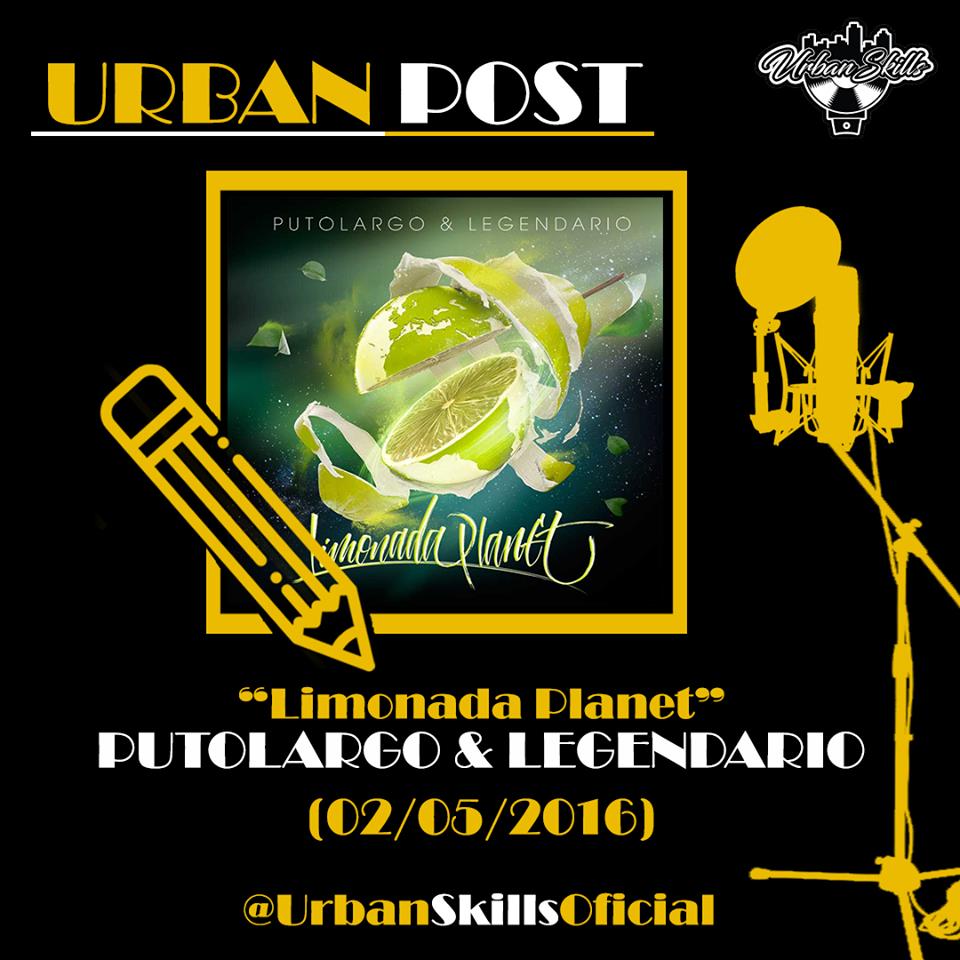 URBAN POST
Urban Skills
PUTOLARGO & LEGENDARIO
Limonada Planet
“Limonada Planet”
PUTOLARGO & LEGENDARIO
(02/05/2016)
@UrbanSkillsOficial